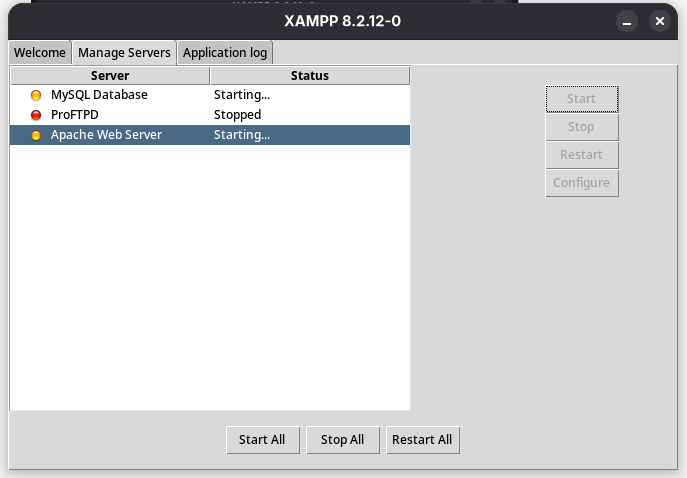 XAMPP 8.2.12-0
Welcome Manage Servers Application log
Server Status
MySQL Database Starting...
ProFTPD Stopped
Apache Web Server Starting...
Start
Stop
Restart
Configure
Start All Stop All Restart All